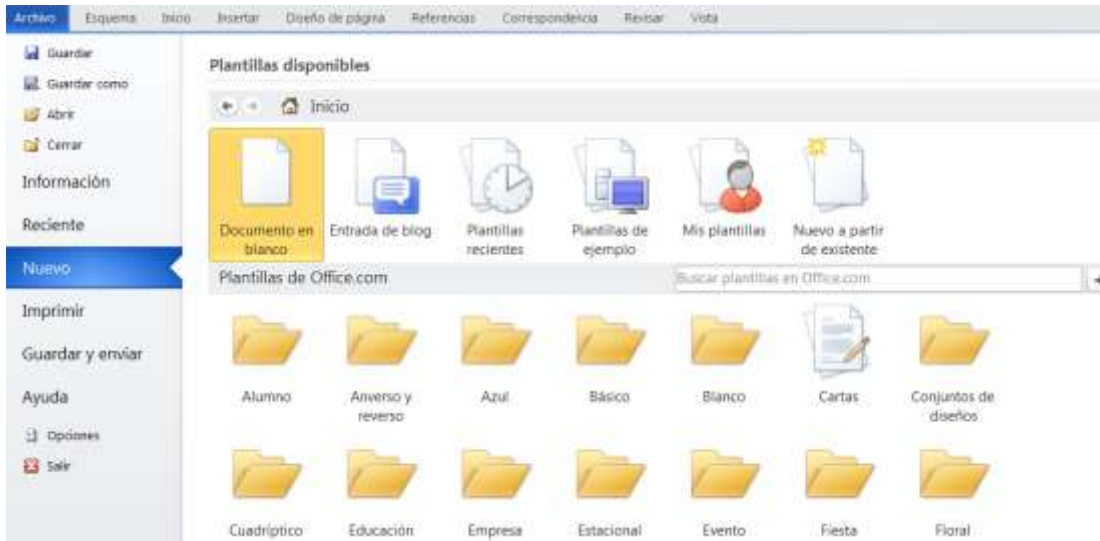 Archivo Esquema Inicio Insertar Diseño de página Referencias Correspondencia Revisar Vista
Guardar
Guardar como
Abrir
Cerrar
Información
Reciente
Nuevo
Imprimir
Guardar y enviar
Ayuda
Opciones
Salir
Plantillas disponibles
Inicio
Documento en blanco
Entrada de blog
Plantillas recientes
Plantillas de ejemplo
Mis plantillas
Nuevo a partir de existente
Plantillas de Office.com
Buscar plantillas en Office.com
Alumno
Anverso y reverso
Azul
Básico
Blanco
Cartas
Conjuntos de diseños
Cuadríptico
Educación
Empresa
Estacional
Evento
Fiesta
Floral